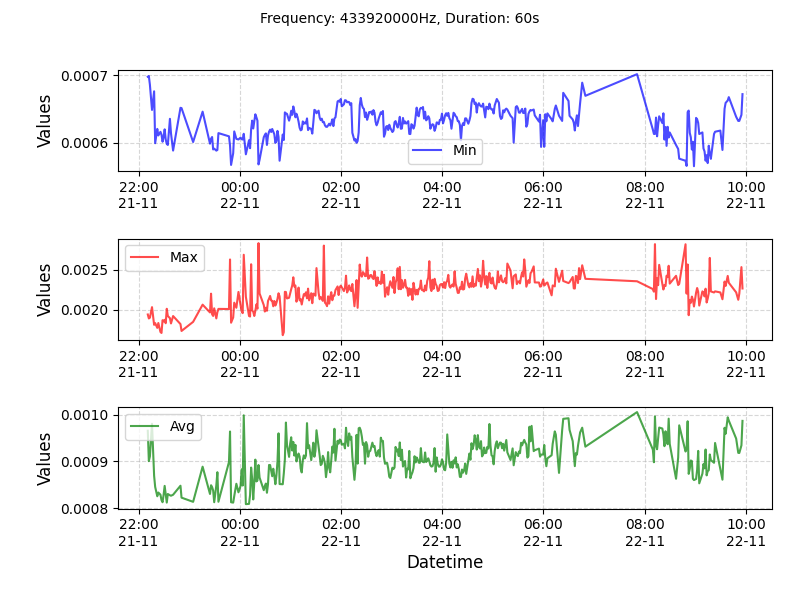 Frequency: 433920000Hz, Duration: 60s
Values
0.0007
0.0006
Min
22:00 00:00 02:00 04:00 06:00 08:00 10:00
21-11 22-11 22-11 22-11 22-11 22-11 22-11
Values
0.0025
0.0020
Max
22:00 00:00 02:00 04:00 06:00 08:00 10:00
21-11 22-11 22-11 22-11 22-11 22-11 22-11
Values
0.0010
0.0009
0.0008
Avg
22:00 00:00 02:00 04:00 06:00 08:00 10:00
21-11 22-11 22-11 22-11 22-11 22-11 22-11
Datetime